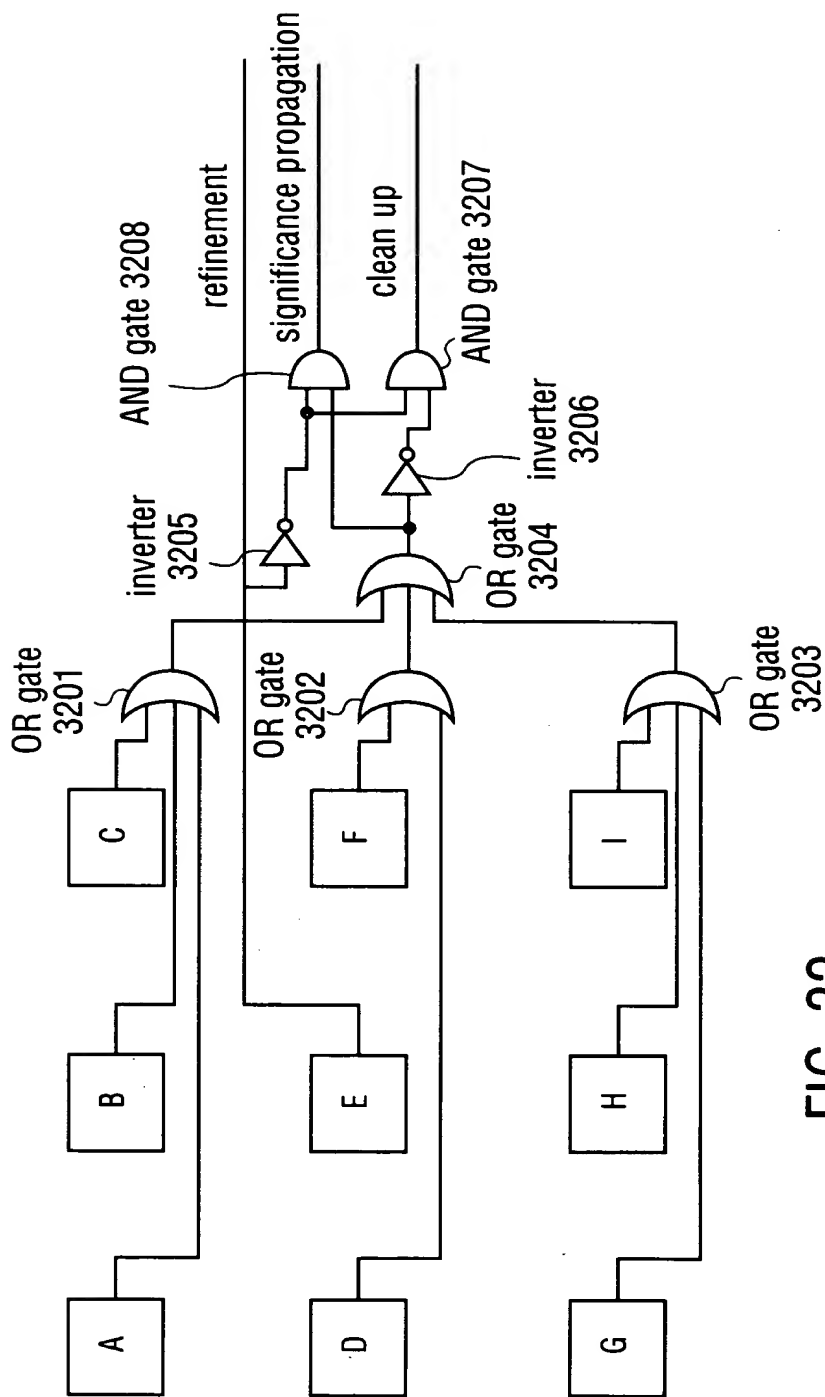 refinement
significance propagation
clean up
AND gate 3208
AND gate 3207
inverter
3205
inverter
3206
OR gate
3204
OR gate
3201
OR gate
3202
OR gate
3203
A
B
C
D
E
F
G
H
I
FIG.